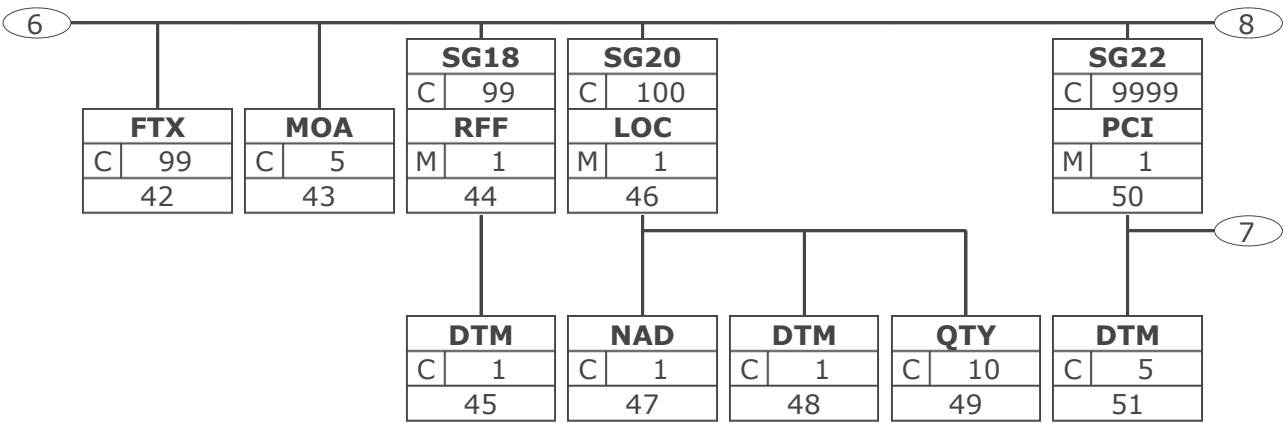 6
8
SG18
SG20
SG22
C 99
C 100
C 9999
FTX
MOA
RFF
LOC
PCI
C 99
C 5
M 1
M 1
M 1
42
43
44
46
50
7
DTM
NAD
DTM
QTY
DTM
C 1
C 1
C 1
C 10
C 5
45
47
48
49
51